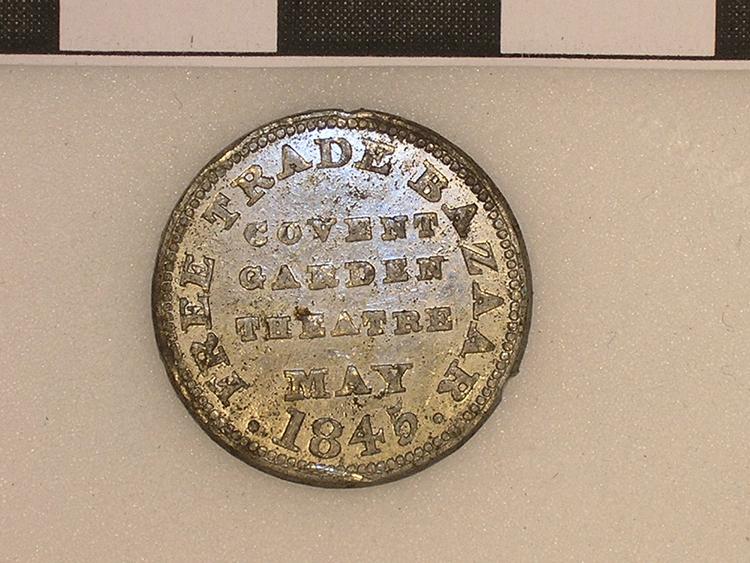 FREE TRADE BAZAAR
COVENT
GARDEN
THEATRE
MAY
· 1845 ·